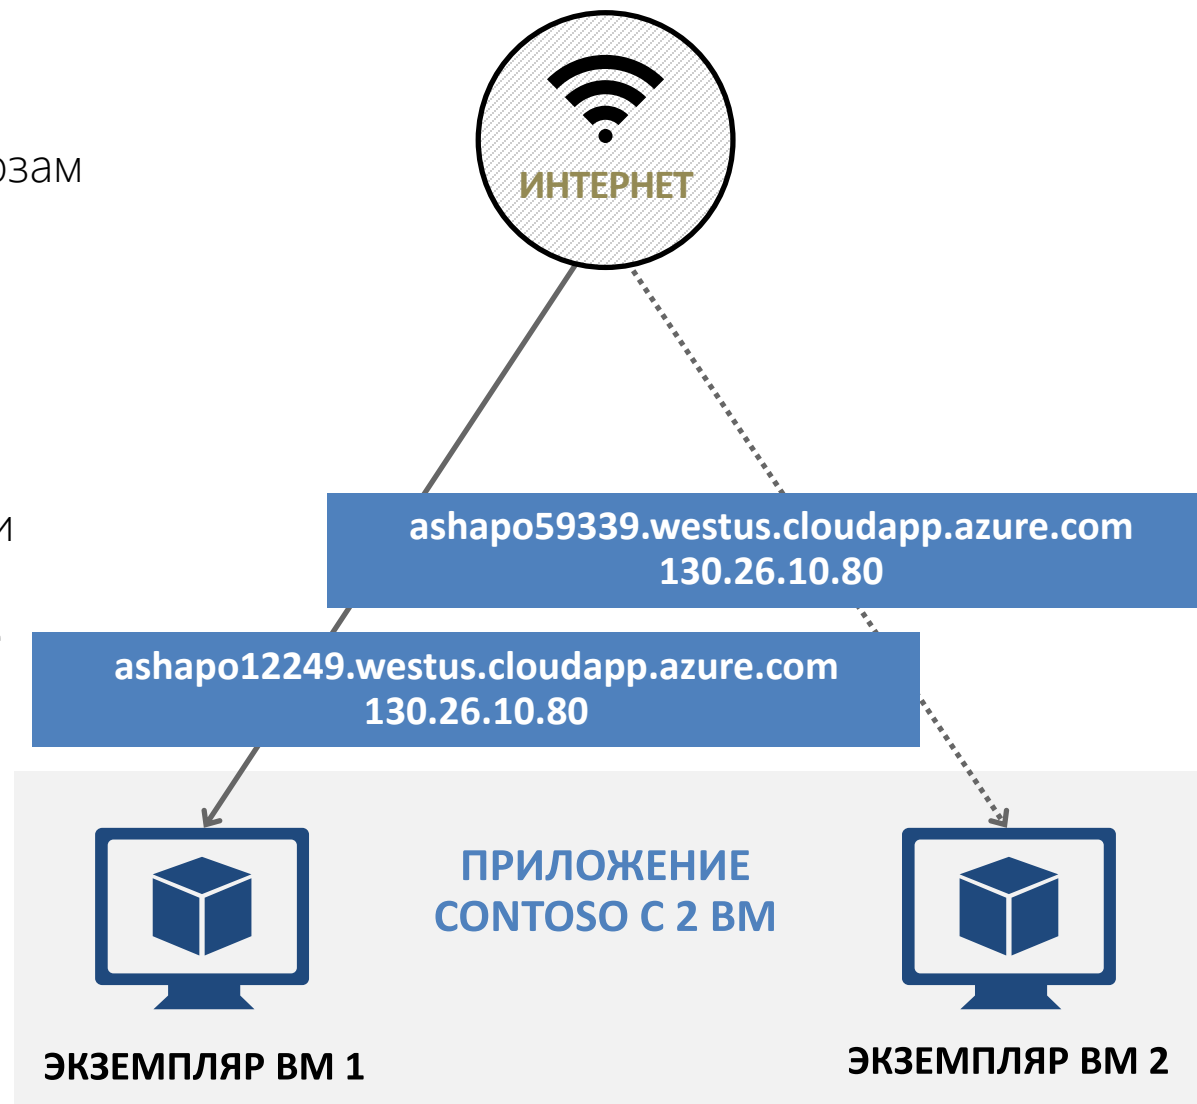 ИНТЕРНЕТ
ashapo59339.westus.cloudapp.azure.com
130.26.10.80
ashapo12249.westus.cloudapp.azure.com
130.26.10.80
ПРИЛОЖЕНИЕ
CONTOSO С 2 ВМ
ЭКЗЕМПЛЯР ВМ 1
ЭКЗЕМПЛЯР ВМ 2